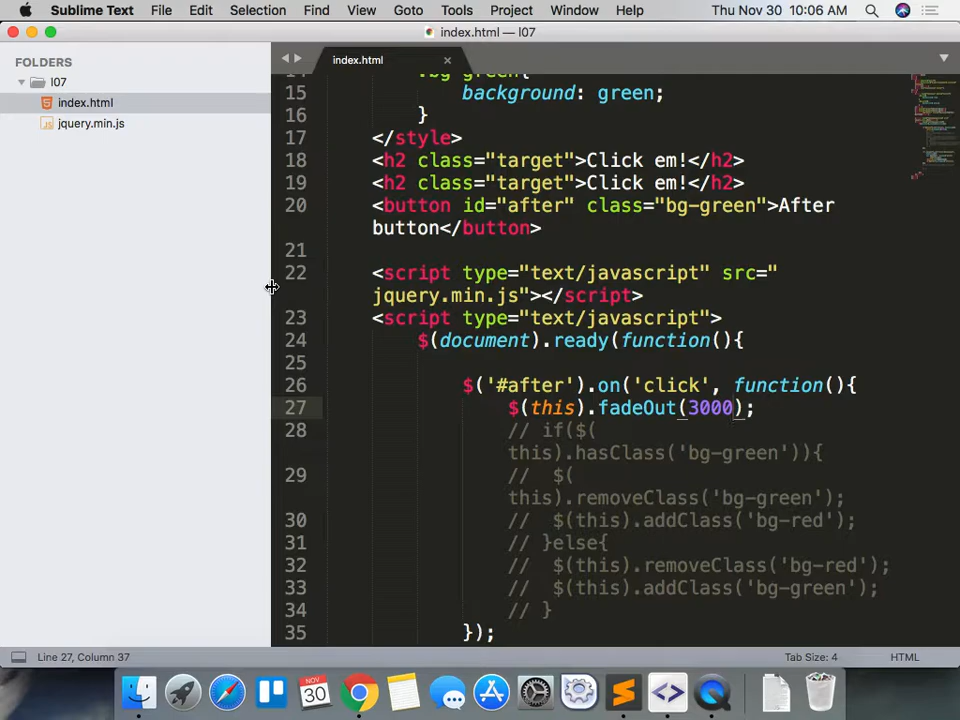 Sublime Text File Edit Selection Find View Goto Tools Project Window Help Thu Nov 30 10:06 AM
index.html — l07
FOLDERS
l07
index.html
jquery.min.js
index.html
.bg-green{
15 background: green;
16 }
17 </style>
18 <h2 class="target">Click em!</h2>
19 <h2 class="target">Click em!</h2>
20 <button id="after" class="bg-green">After
button</button>
21
22 <script type="text/javascript" src="
jquery.min.js"></script>
23 <script type="text/javascript">
24 $(document).ready(function(){
25
26 $('#after').on('click', function(){
27 $(this).fadeOut(3000);
28 // if($(
this).hasClass('bg-green')){
29 // $(
this).removeClass('bg-green');
30 // $(this).addClass('bg-red');
31 // }else{
32 // $(this).removeClass('bg-red');
33 // $(this).addClass('bg-green');
34 // }
35 });
Line 27, Column 37 Tab Size: 4 HTML
NOV
30